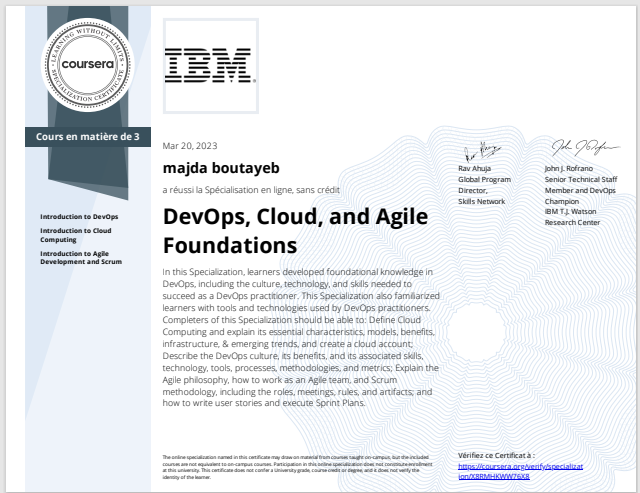 LEARNING WITHOUT LIMITS
coursera
SPECIALIZATION CERTIFICATE
IBM
Cours en matière de 3
Introduction to DevOps
Introduction to Cloud
Computing
Introduction to Agile
Development and Scrum
Mar 20, 2023
majda boutayeb
a réussi la Spécialisation en ligne, sans crédit
DevOps, Cloud, and Agile
Foundations
In this Specialization, learners developed foundational knowledge in
DevOps, including the culture, technology, and skills needed to
succeed as a DevOps practitioner. This Specialization also familiarized
learners with tools and technologies used by DevOps practitioners.
Completers of this Specialization should be able to: Define Cloud
Computing and explain its essential characteristics, models, benefits,
infrastructure, & emerging trends, and create a cloud account;
Describe the DevOps culture, its benefits, and its associated skills,
technology, tools, processes, methodologies, and metrics; Explain the
Agile philosophy, how to work as an Agile team, and Scrum
methodology, including the roles, meetings, rules, and artifacts; and
how to write user stories and execute Sprint Plans.
Rav Ahuja
Global Program
Director,
Skills Network
John J. Rofrano
Senior Technical Staff
Member and DevOps
Champion
IBM T.J. Watson
Research Center
The online specialization named in this certificate may draw on material from courses taught on-campus, but the included
courses are not equivalent to on-campus courses. Participation in this online specialization does not constitute enrollment
at this university. This certificate does not confer a University grade, course credit or degree, and it does not verify the
identity of the learner.
Vérifiez ce Certificat à :
https://coursera.org/verify/specializat
ion/X8RMHKWW76X8